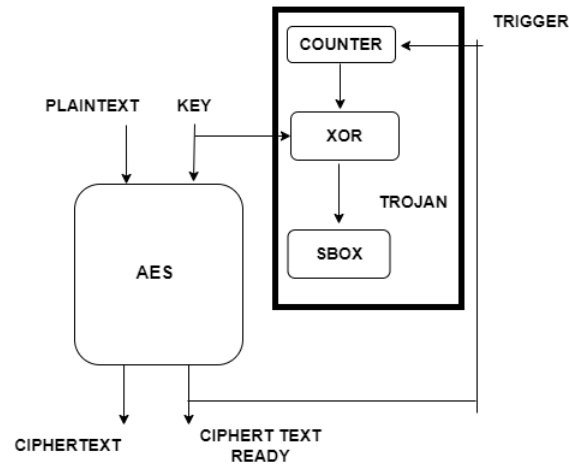 TRIGGER
COUNTER
PLAINTEXT
KEY
XOR
TROJAN
SBOX
AES
CIPHERTEXT
CIPHERT TEXT
READY